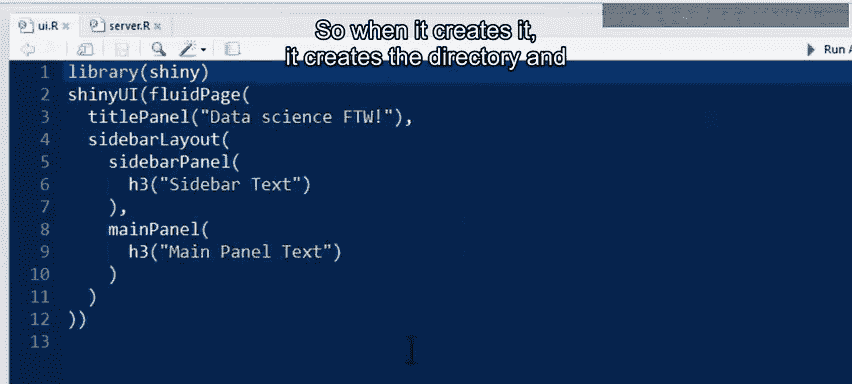 ui.R
server.R
So when it creates it,
it creates the directory and
Run
1 library(shiny)
2 shinyUI(fluidPage(
3 titlePanel("Data science FTW!"),
4 sidebarLayout(
5 sidebarPanel(
6 h3("Sidebar Text")
7 ),
8 mainPanel(
9 h3("Main Panel Text")
10 )
11 )
12 ))
13